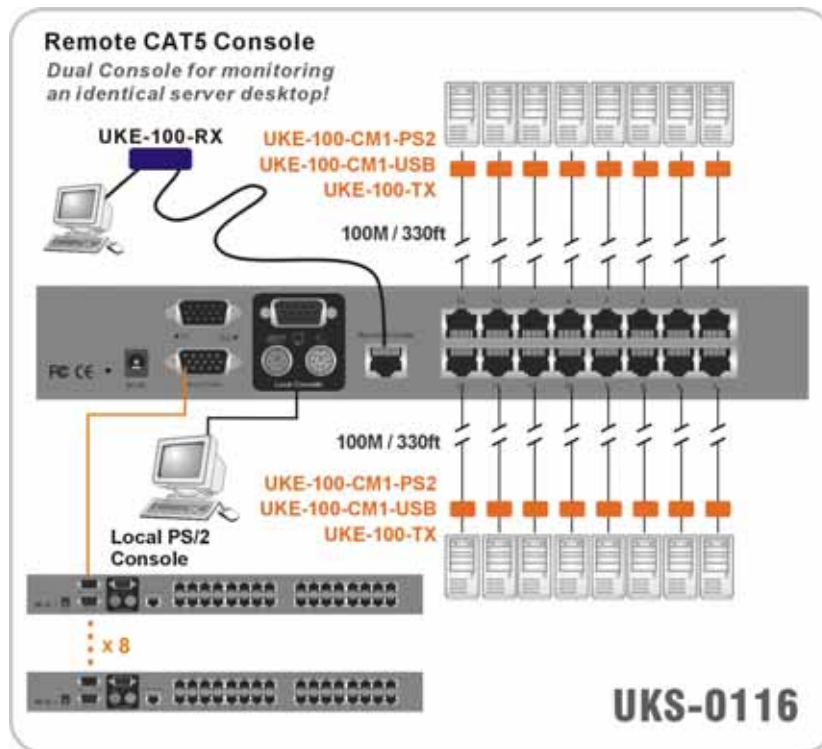 Remote CAT5 Console
Dual Console for monitoring
an identical server desktop!
UKE-100-RX
UKE-100-CM1-PS2
UKE-100-CM1-USB
UKE-100-TX
100M / 330ft
FC CE
Local Console
100M / 330ft
UKE-100-CM1-PS2
UKE-100-CM1-USB
UKE-100-TX
Local PS/2
Console
x 8
UKS-0116